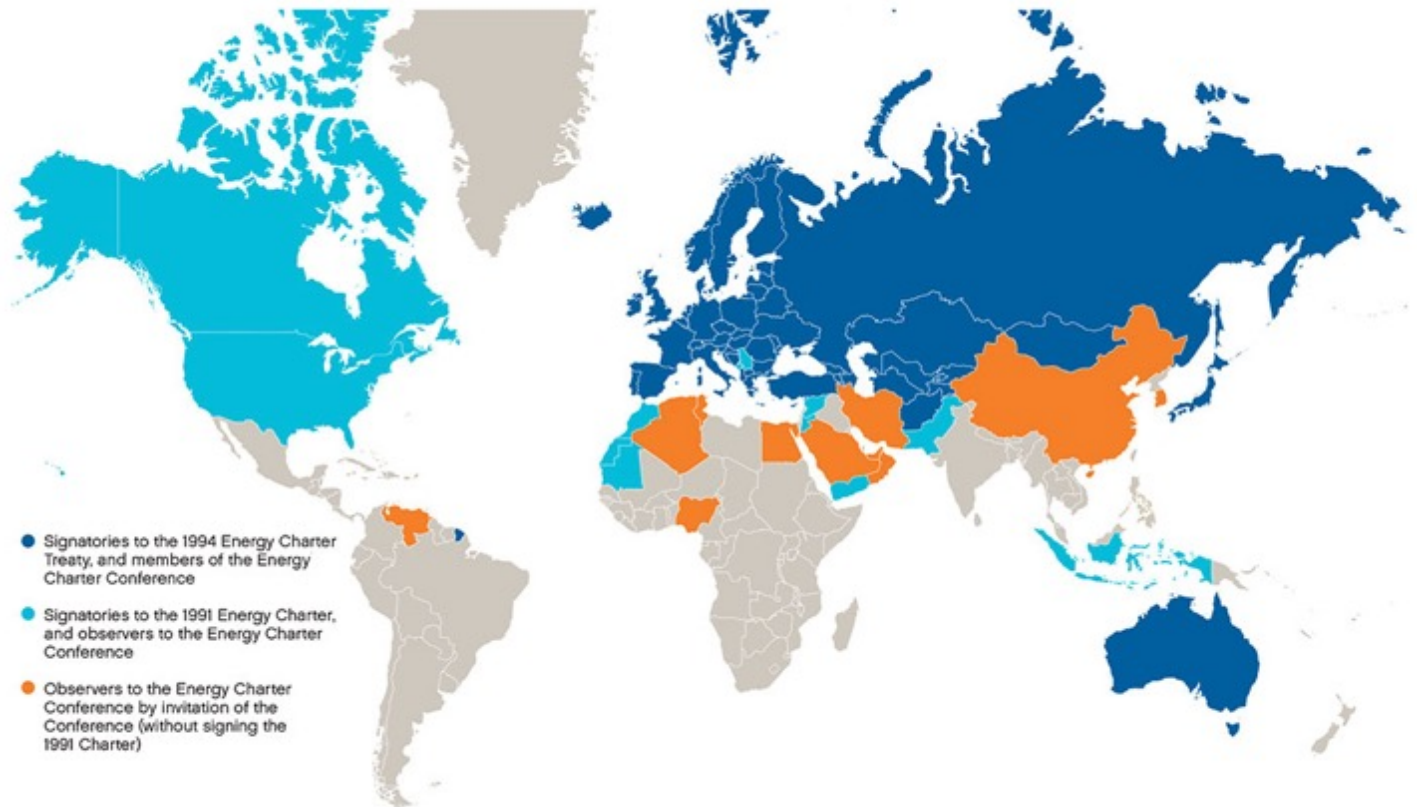 Signatories to the 1994 Energy Charter
Treaty, and members of the Energy
Charter Conference
Signatories to the 1991 Energy Charter,
and observers to the Energy Charter
Conference
Observers to the Energy Charter
Conference by invitation of the
Conference (without signing the
1991 Charter)